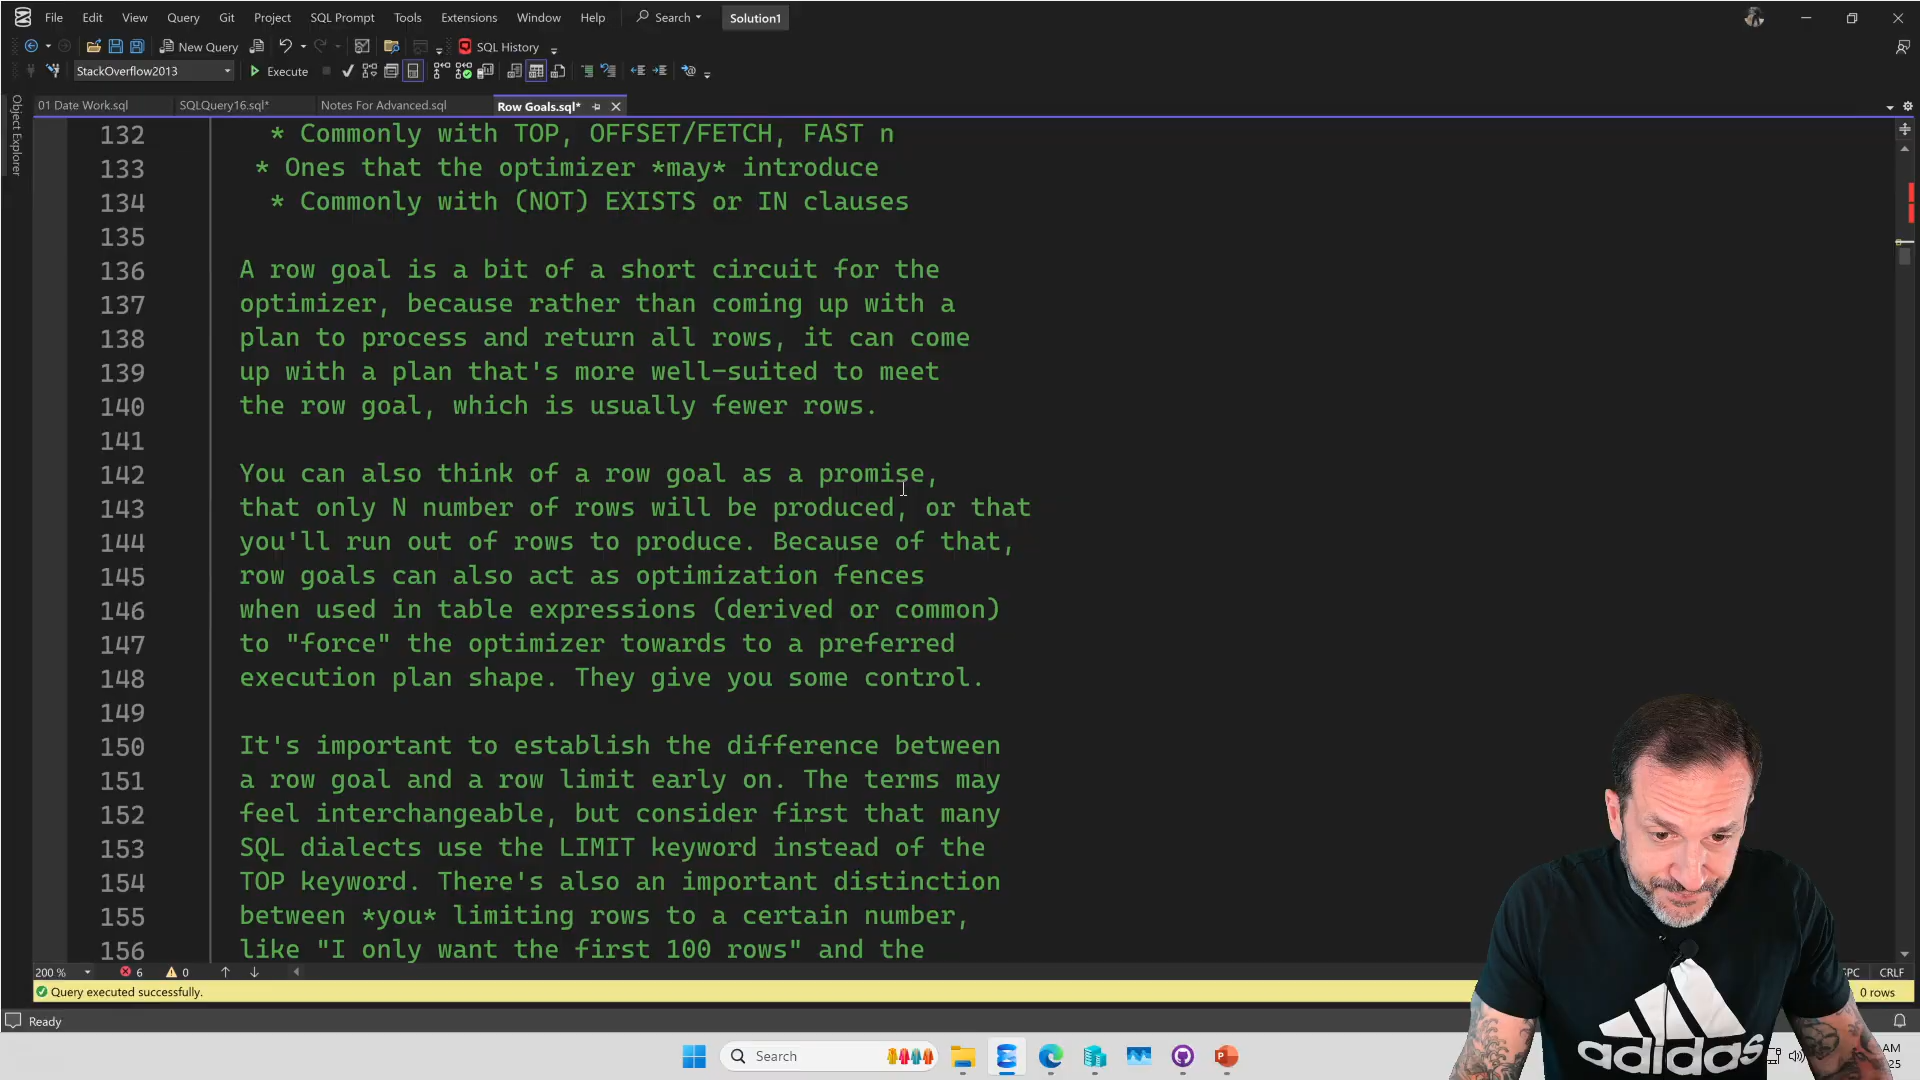 File Edit View Query Git Project SQL Prompt Tools Extensions Window Help Search Solution1
New Query SQL History
StackOverflow2013 Execute
01 Date Work.sql SQLQuery16.sql* Notes For Advanced.sql Row Goals.sql*
Object Explorer
132 * Commonly with TOP, OFFSET/FETCH, FAST n
133 * Ones that the optimizer *may* introduce
134 * Commonly with (NOT) EXISTS or IN clauses
135
136 A row goal is a bit of a short circuit for the
137 optimizer, because rather than coming up with a
138 plan to process and return all rows, it can come
139 up with a plan that's more well-suited to meet
140 the row goal, which is usually fewer rows.
141
142 You can also think of a row goal as a promise,
143 that only N number of rows will be produced, or that
144 you'll run out of rows to produce. Because of that,
145 row goals can also act as optimization fences
146 when used in table expressions (derived or common)
147 to "force" the optimizer towards to a preferred
148 execution plan shape. They give you some control.
149
150 It's important to establish the difference between
151 a row goal and a row limit early on. The terms may
152 feel interchangeable, but consider first that many
153 SQL dialects use the LIMIT keyword instead of the
154 TOP keyword. There's also an important distinction
155 between *you* limiting rows to a certain number,
156 like "I only want the first 100 rows" and the
200 % 6 0 SPC CRLF
Query executed successfully. 0 rows
Ready
Search
AM
25
adidas